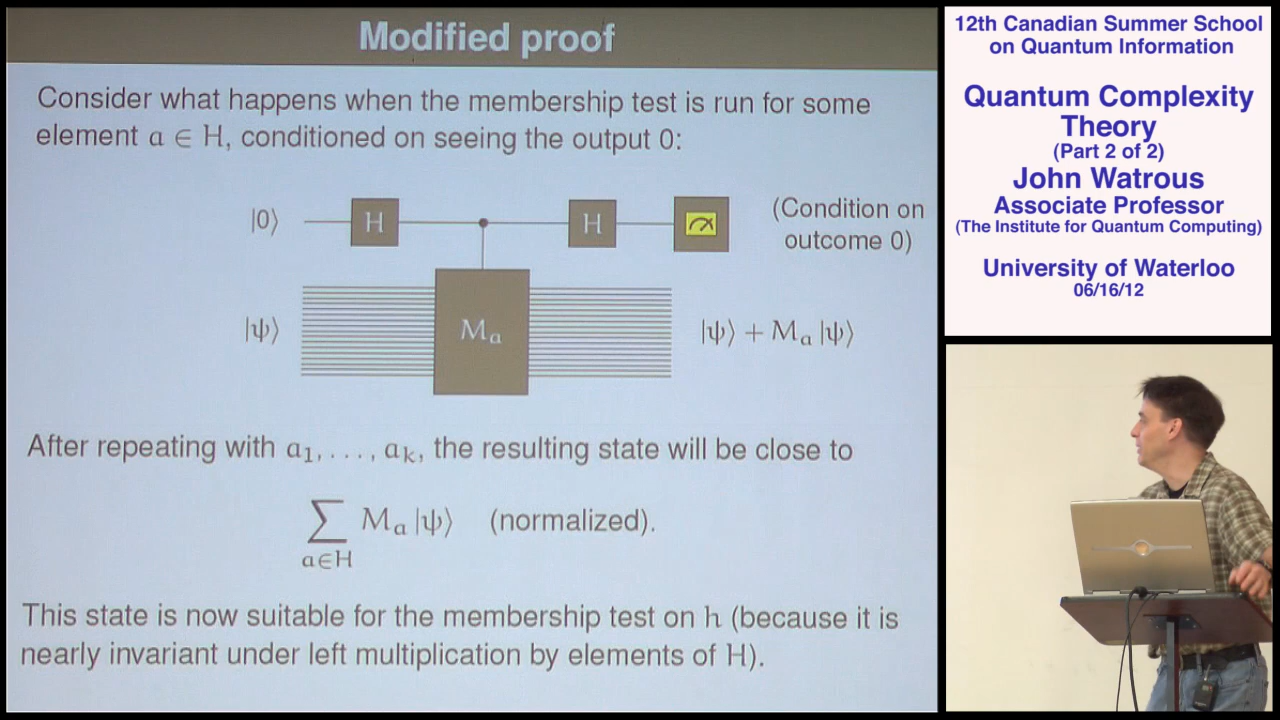 Modified proof
Consider what happens when the membership test is run for some
element a ∈ H, conditioned on seeing the output 0:
|0⟩
H
H
(Condition on
outcome 0)
|ψ⟩
Mₐ
|ψ⟩ + Mₐ |ψ⟩
After repeating with a₁, . . . , aₖ, the resulting state will be close to
∑ Mₐ |ψ⟩ (normalized).
a∈H
This state is now suitable for the membership test on h (because it is
nearly invariant under left multiplication by elements of H).
12th Canadian Summer School
on Quantum Information
Quantum Complexity
Theory
(Part 2 of 2)
John Watrous
Associate Professor
(The Institute for Quantum Computing)
University of Waterloo
06/16/12